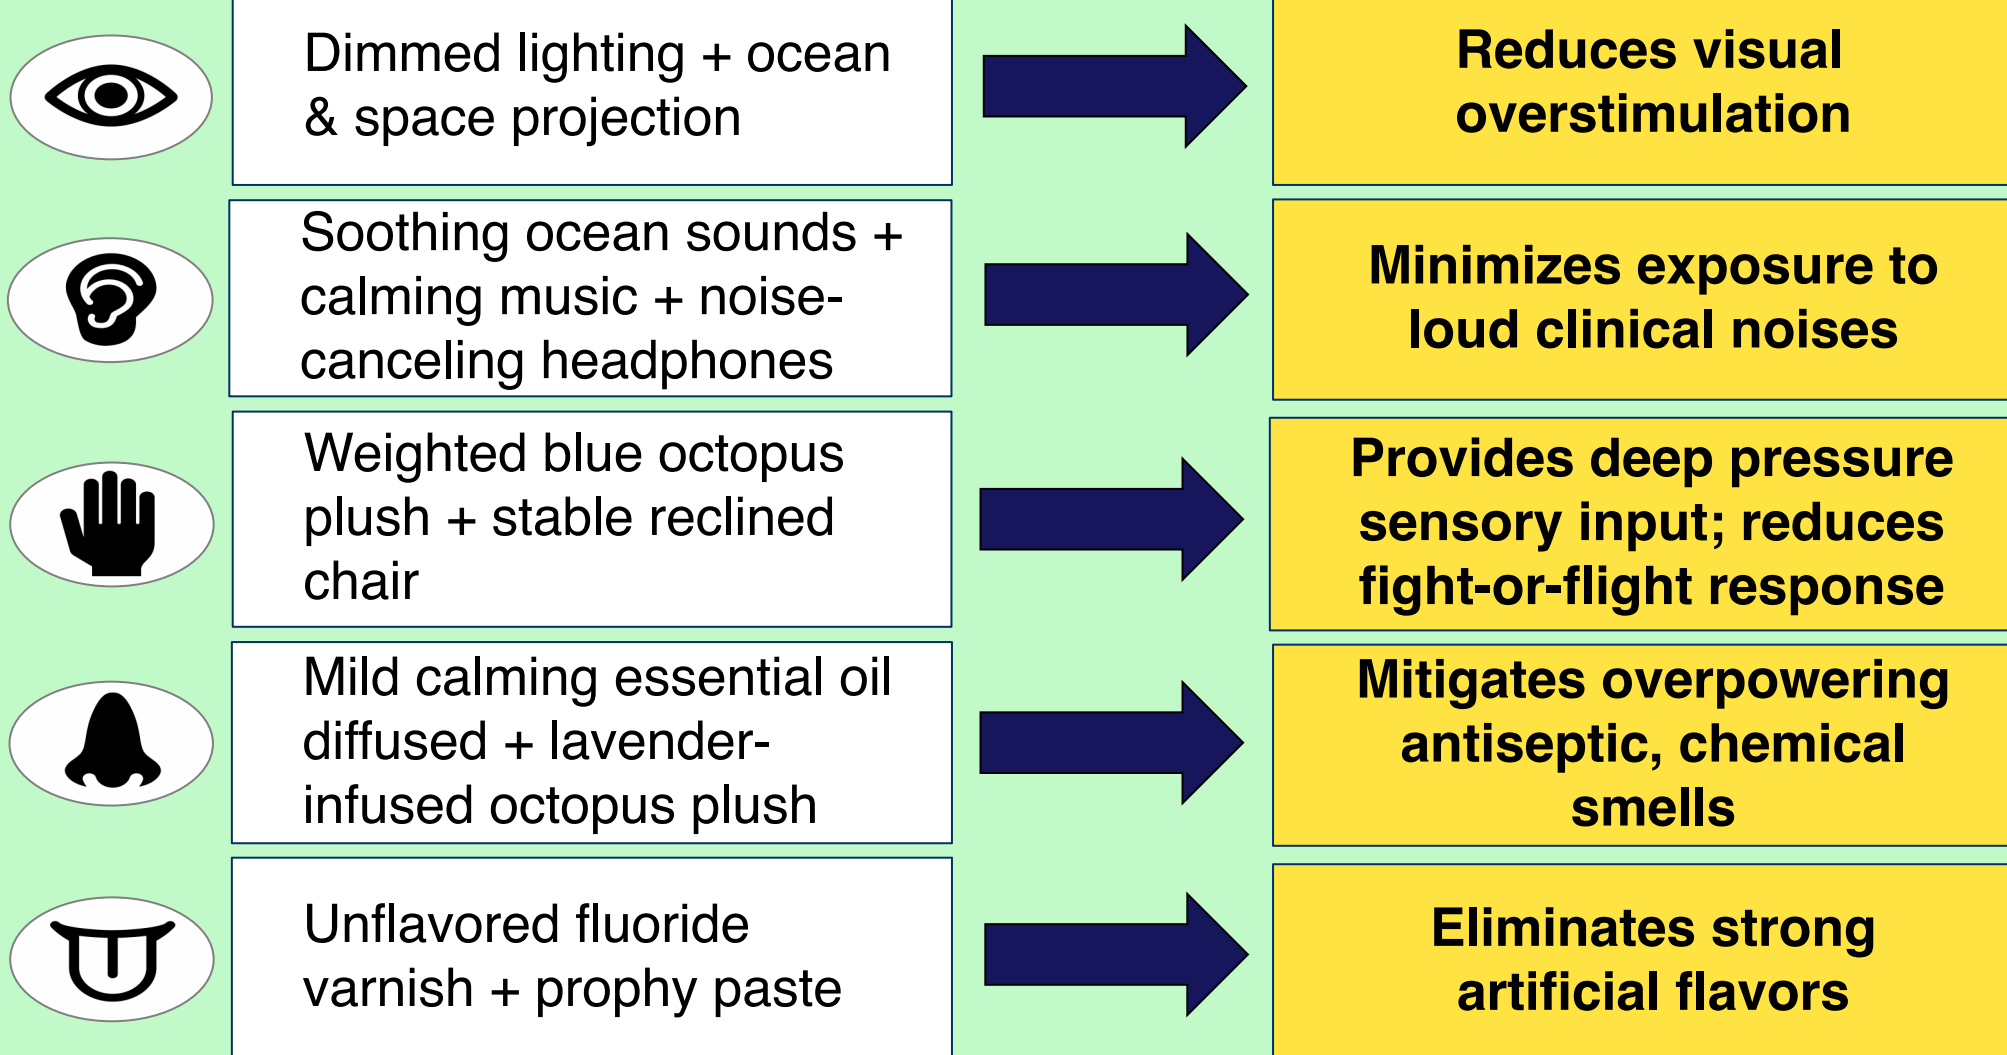 Dimmed lighting + ocean
& space projection
Reduces visual
overstimulation
Soothing ocean sounds +
calming music + noise-
canceling headphones
Minimizes exposure to
loud clinical noises
Weighted blue octopus
plush + stable reclined
chair
Provides deep pressure
sensory input; reduces
fight-or-flight response
Mild calming essential oil
diffused + lavender-
infused octopus plush
Mitigates overpowering
antiseptic, chemical
smells
Unflavored fluoride
varnish + prophy paste
Eliminates strong
artificial flavors